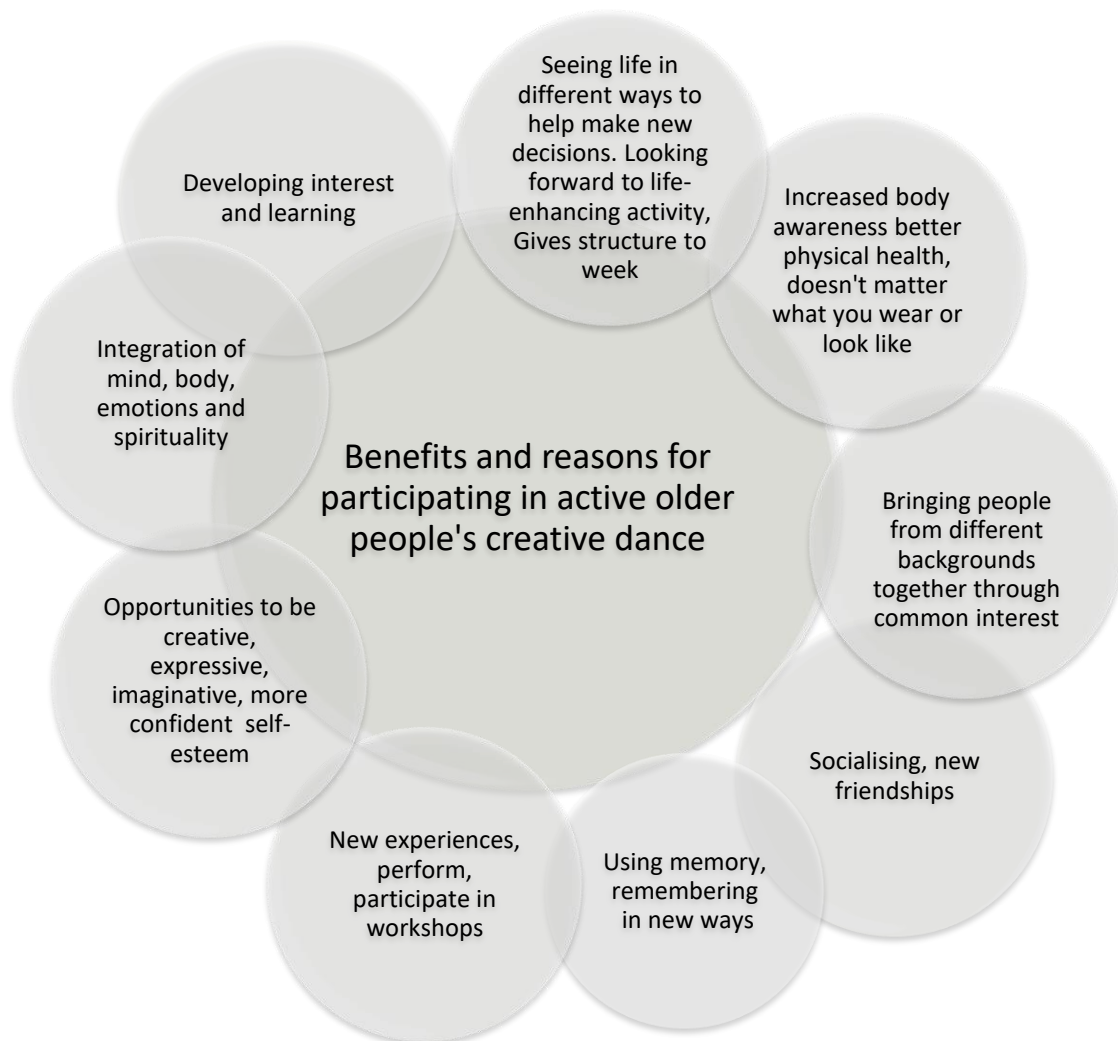 Seeing life in
different ways to
help make new
decisions. Looking
forward to life-
enhancing activity,
Gives structure to
week
Increased body
awareness better
physical health,
doesn't matter
what you wear or
look like
Bringing people
from different
backgrounds
together through
common interest
Socialising, new
friendships
Using memory,
remembering
in new ways
New experiences,
perform,
participate in
workshops
Opportunities to be
creative,
expressive,
imaginative, more
confident  self-
esteem
Integration of
mind, body,
emotions and
spirituality
Developing interest
and learning
Benefits and reasons for
participating in active older
people's creative dance